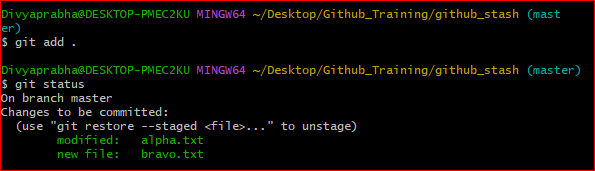 Divyaprabha@DESKTOP-PMEC2KU MINGW64 ~/Desktop/Github_Training/github_stash (mast
er)
$ git add .
Divyaprabha@DESKTOP-PMEC2KU MINGW64 ~/Desktop/Github_Training/github_stash (master)
$ git status
On branch master
Changes to be committed:
  (use "git restore --staged <file>..." to unstage)
        modified:   alpha.txt
        new file:   bravo.txt